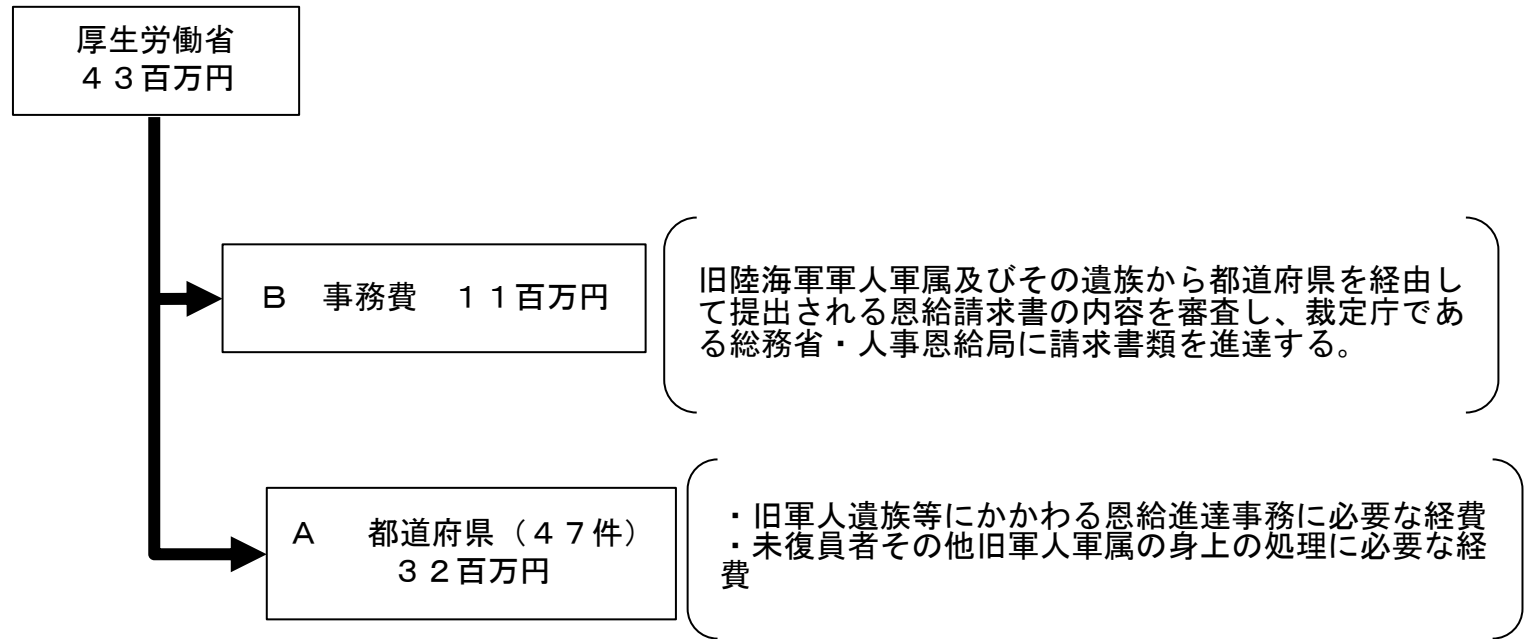 厚生労働省
４３百万円
B　事務費　１１百万円
旧陸海軍軍人軍属及びその遺族から都道府県を経由し
て提出される恩給請求書の内容を審査し、裁定庁であ
る総務省・人事恩給局に請求書類を進達する。
A　都道府県（４７件）
３２百万円
・旧軍人遺族等にかかわる恩給進達事務に必要な経費
・未復員者その他旧軍人軍属の身上の処理に必要な経
費